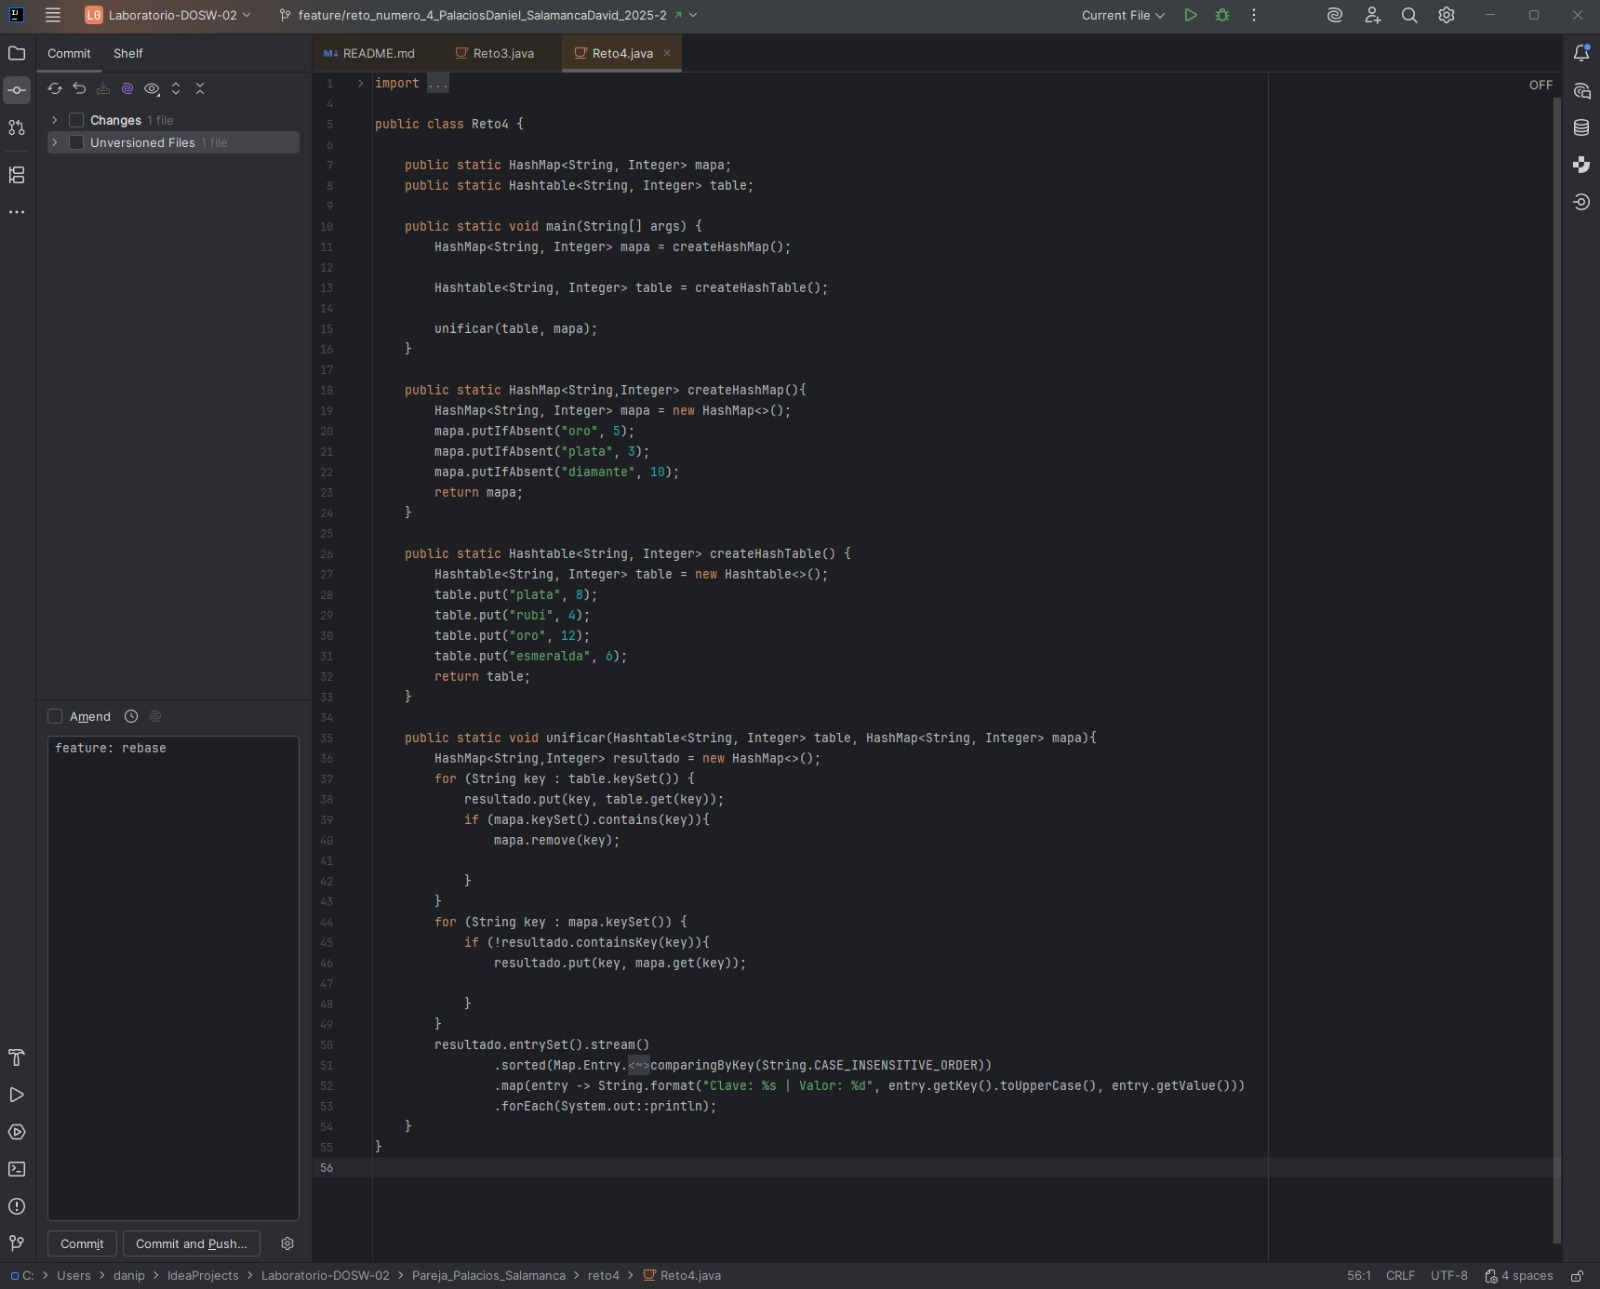 L0 Laboratorio-DOSW-02 feature/reto_numero_4_PalaciosDaniel_SalamancaDavid_2025-2 Current File
Commit Shelf
M↓ README.md Reto3.java Reto4.java
OFF
Changes 1 file
Unversioned Files 1 file
Amend
feature: rebase
Commit Commit and Push...
1 import ...
4
5 public class Reto4 {
6
7 public static HashMap<String, Integer> mapa;
8 public static Hashtable<String, Integer> table;
9
10 public static void main(String[] args) {
11 HashMap<String, Integer> mapa = createHashMap();
12
13 Hashtable<String, Integer> table = createHashTable();
14
15 unificar(table, mapa);
16 }
17
18 public static HashMap<String,Integer> createHashMap(){
19 HashMap<String, Integer> mapa = new HashMap<>();
20 mapa.putIfAbsent("oro", 5);
21 mapa.putIfAbsent("plata", 3);
22 mapa.putIfAbsent("diamante", 10);
23 return mapa;
24 }
25
26 public static Hashtable<String, Integer> createHashTable() {
27 Hashtable<String, Integer> table = new Hashtable<>();
28 table.put("plata", 8);
29 table.put("rubi", 4);
30 table.put("oro", 12);
31 table.put("esmeralda", 6);
32 return table;
33 }
34
35 public static void unificar(Hashtable<String, Integer> table, HashMap<String, Integer> mapa){
36 HashMap<String,Integer> resultado = new HashMap<>();
37 for (String key : table.keySet()) {
38 resultado.put(key, table.get(key));
39 if (mapa.keySet().contains(key)){
40 mapa.remove(key);
41
42 }
43 }
44 for (String key : mapa.keySet()) {
45 if (!resultado.containsKey(key)){
46 resultado.put(key, mapa.get(key));
47
48 }
49 }
50 resultado.entrySet().stream()
51 .sorted(Map.Entry.<~>comparingByKey(String.CASE_INSENSITIVE_ORDER))
52 .map(entry -> String.format("Clave: %s | Valor: %d", entry.getKey().toUpperCase(), entry.getValue()))
53 .forEach(System.out::println);
54 }
55 }
56
C: > Users > danip > IdeaProjects > Laboratorio-DOSW-02 > Pareja_Palacios_Salamanca > reto4 > Reto4.java 56:1 CRLF UTF-8 4 spaces